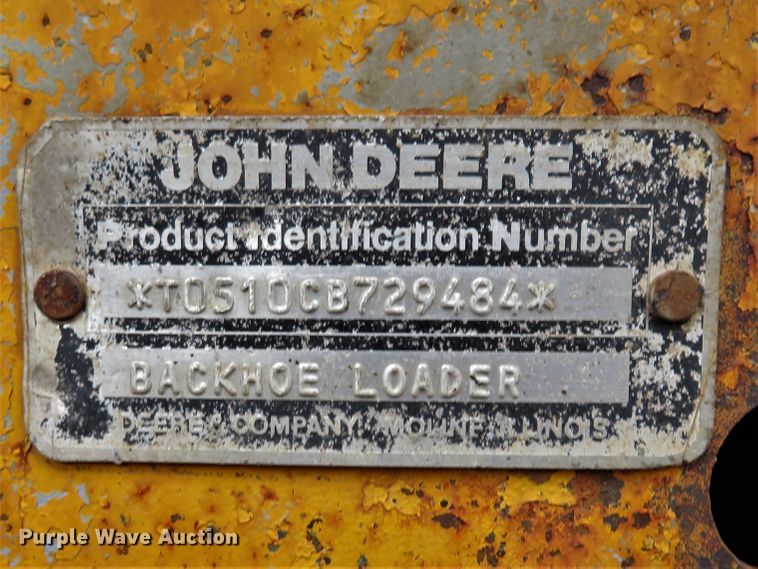 JOHN DEERE
Product Identification Number
*T0510CB729484*
BACKHOE LOADER
DEERE & COMPANY MOLINE ILLINOIS
Purple Wave Auction